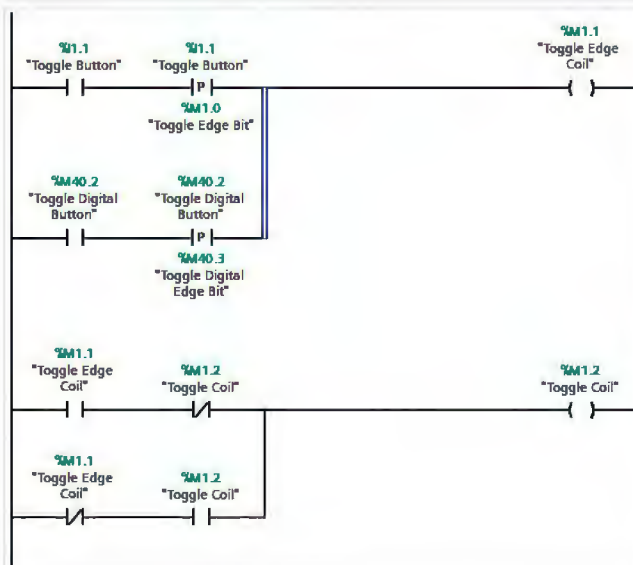 %I1.1
"Toggle Button"
%I1.1
"Toggle Button"
P
%M1.0
"Toggle Edge Bit"
%M1.1
"Toggle Edge
Coil"
%M40.2
"Toggle Digital
Button"
%M40.2
"Toggle Digital
Button"
P
%M40.3
"Toggle Digital
Edge Bit"
%M1.1
"Toggle Edge
Coil"
%M1.2
"Toggle Coil"
%M1.2
"Toggle Coil"
%M1.1
"Toggle Edge
Coil"
%M1.2
"Toggle Coil"